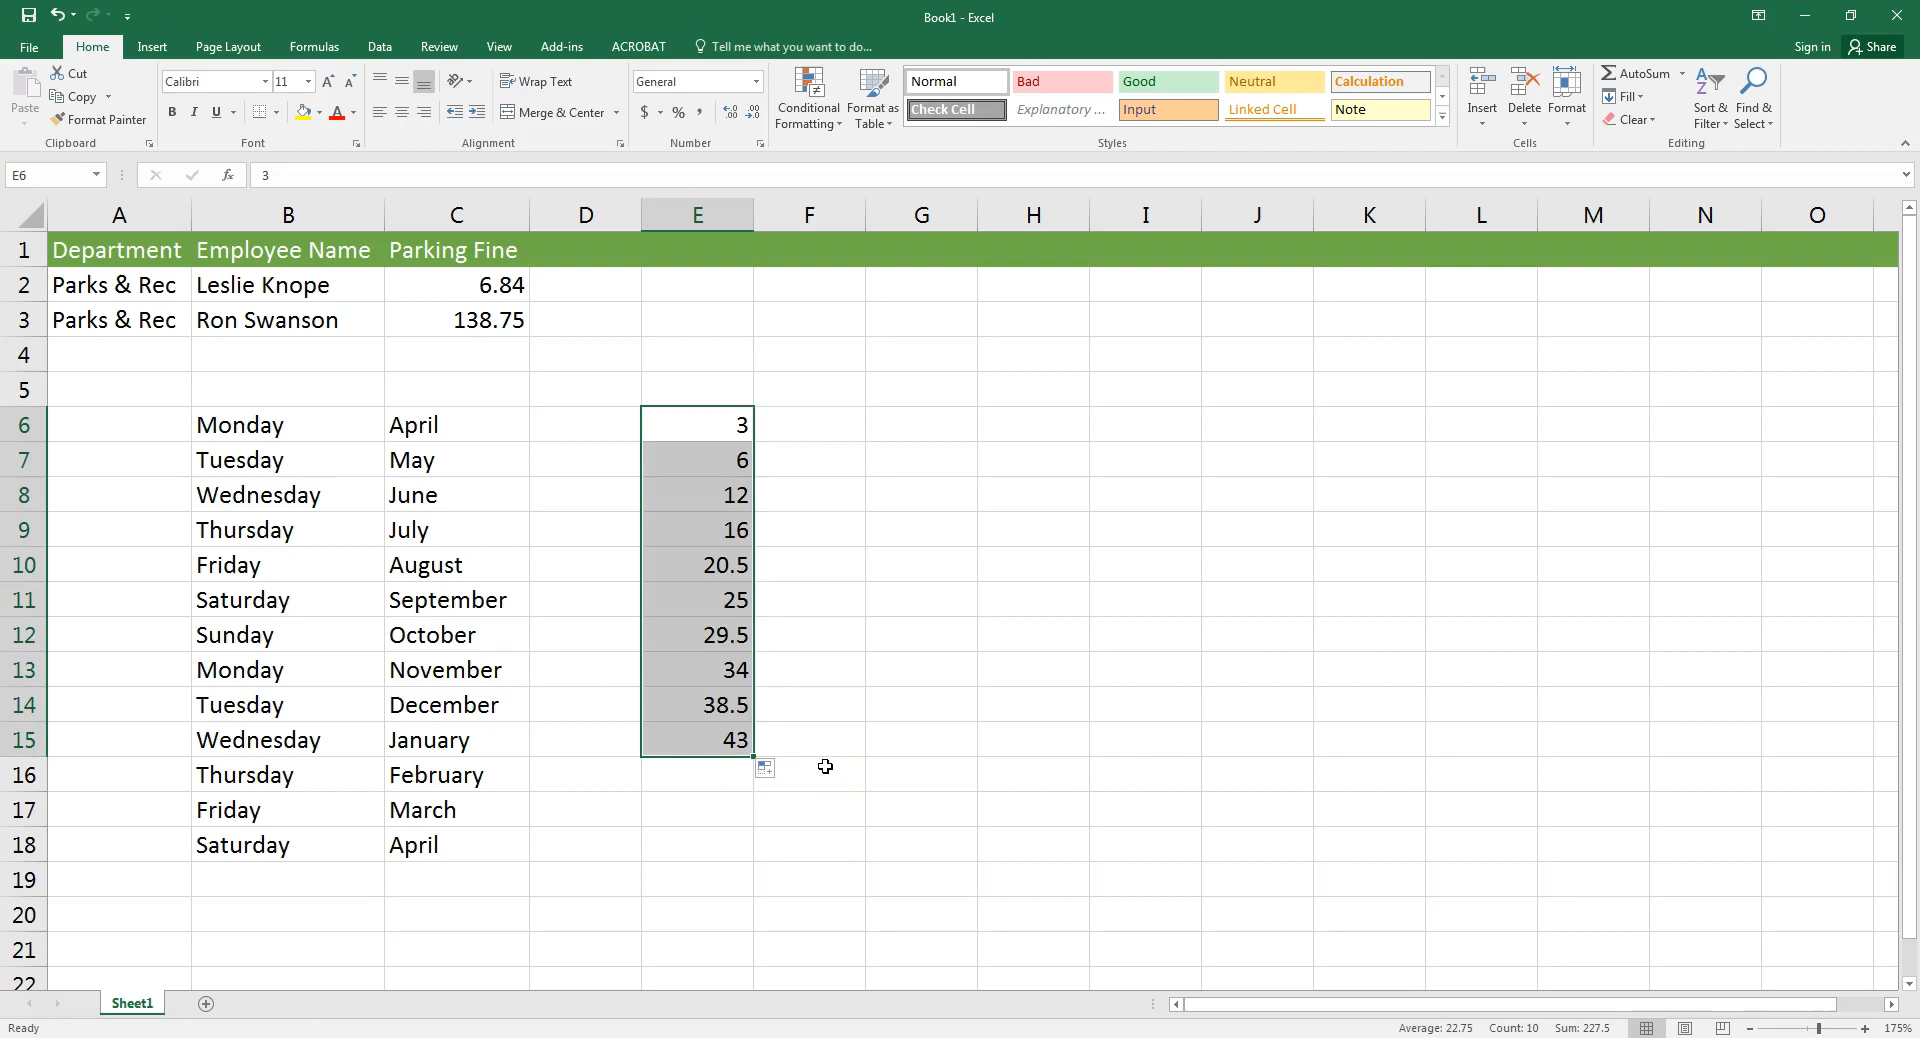 Book1 - Excel
File Home Insert Page Layout Formulas Data Review View Add-ins ACROBAT Tell me what you want to do... Sign in Share
Paste
Cut
Copy
Format Painter
Clipboard
Calibri 11
B I U
Font
Wrap Text
Merge & Center
Alignment
General
$ % ,
Number
Conditional Formatting
Format as Table
Normal Bad Good Neutral Calculation
Check Cell Explanatory ... Input Linked Cell Note
Styles
Insert Delete Format
Cells
AutoSum
Fill
Clear
Sort & Filter
Find & Select
Editing
E6 fx 3
A B C D E F G H I J K L M N O
1 Department Employee Name Parking Fine
2 Parks & Rec Leslie Knope 6.84
3 Parks & Rec Ron Swanson 138.75
4
5
6 Monday April 3
7 Tuesday May 6
8 Wednesday June 12
9 Thursday July 16
10 Friday August 20.5
11 Saturday September 25
12 Sunday October 29.5
13 Monday November 34
14 Tuesday December 38.5
15 Wednesday January 43
16 Thursday February
17 Friday March
18 Saturday April
19
20
21
22
Sheet1
Ready Average: 22.75 Count: 10 Sum: 227.5 175%